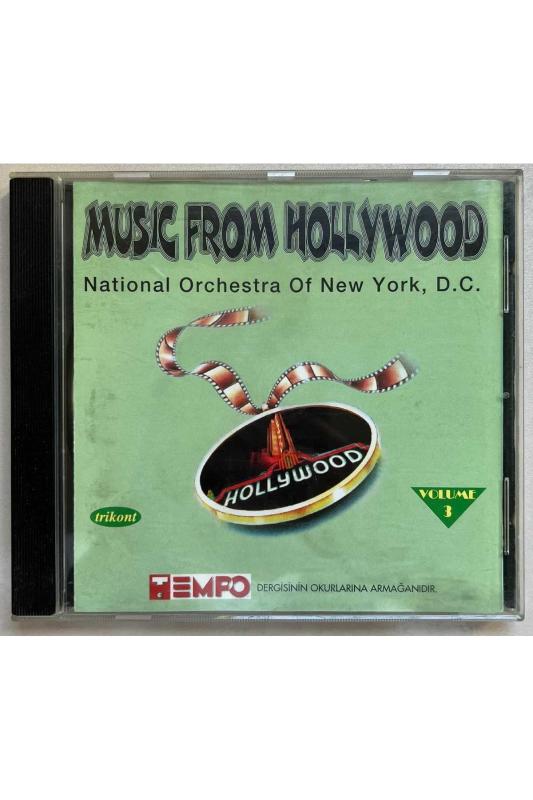 MUSIC FROM HOLLYWOOD
National Orchestra Of New York, D.C.
HOLLYWOOD
trikont
VOLUME
3
TEMPO DERGİSİNİN OKURLARINA ARMAĞANIDIR.